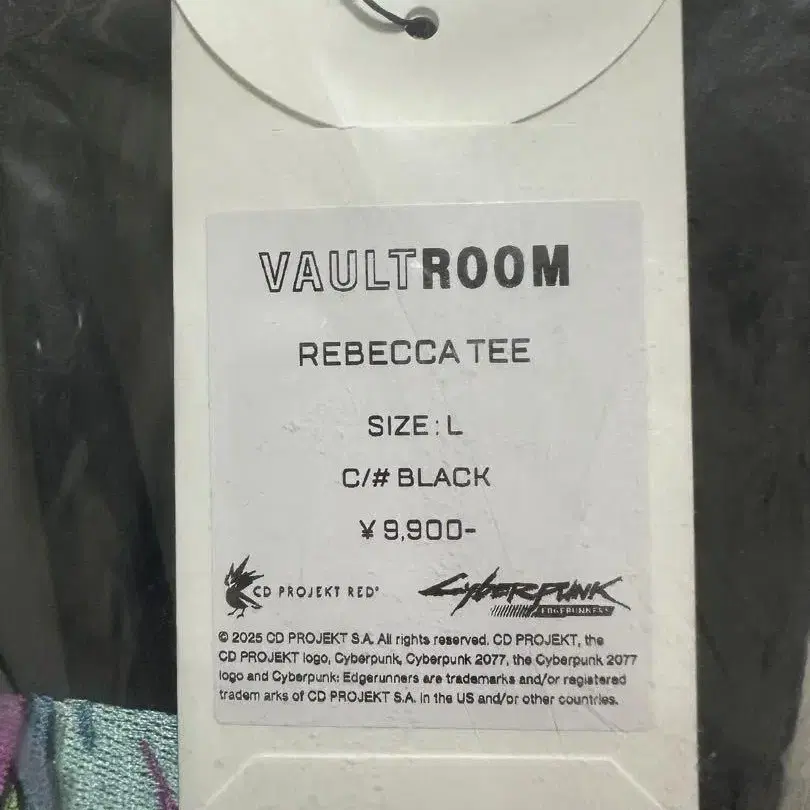 VAULTROOM
REBECCA TEE
SIZE : L
C/# BLACK
¥ 9,900-
CD PROJEKT RED®
Cyberpunk
EDGERUNNERS
© 2025 CD PROJEKT S.A. All rights reserved. CD PROJEKT, the
CD PROJEKT logo, Cyberpunk, Cyberpunk 2077, the Cyberpunk 2077
logo and Cyberpunk: Edgerunners are trademarks and/or registered
tradem arks of CD PROJEKT S.A. in the US and/or other countries.